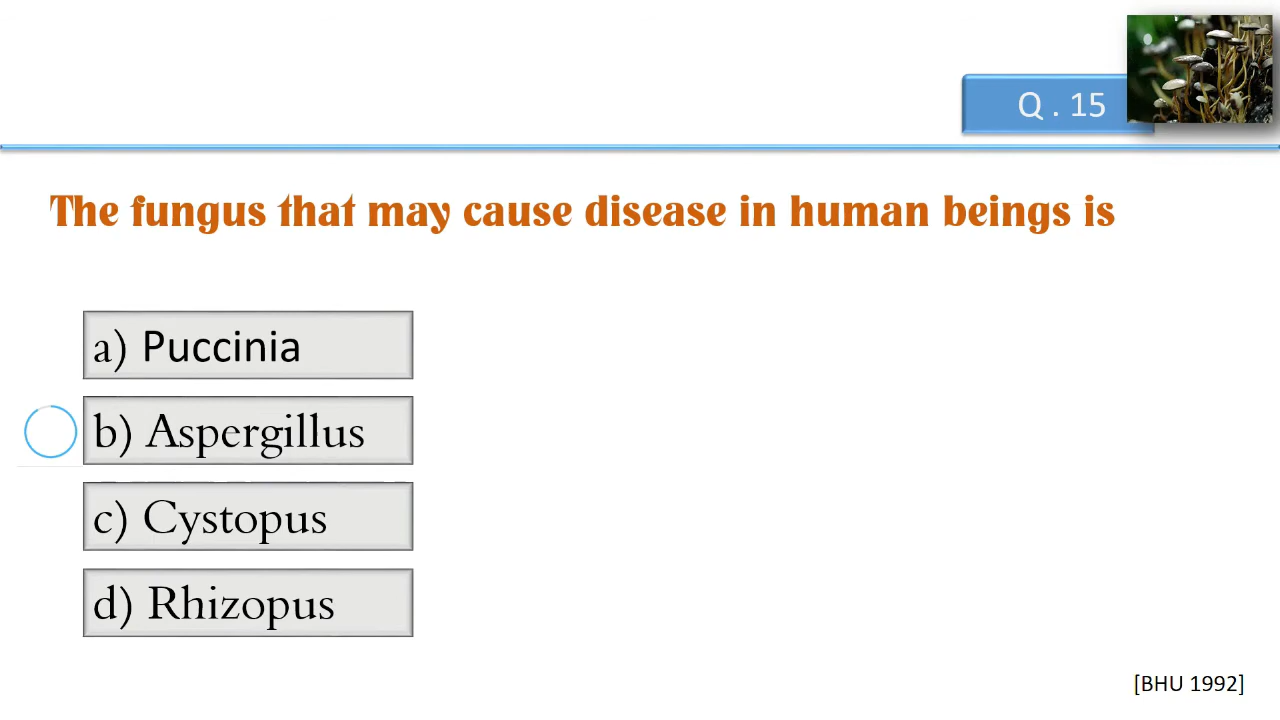 Q . 15
The fungus that may cause disease in human beings is
a) Puccinia
b) Aspergillus
c) Cystopus
d) Rhizopus
[BHU 1992]